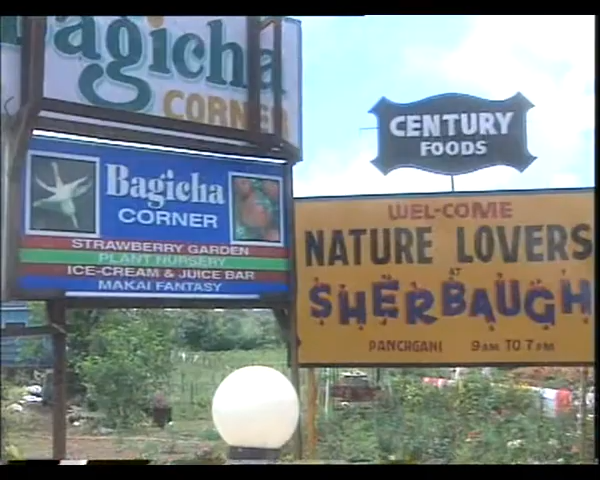 Bagicha
CORNER
Bagicha
CORNER
STRAWBERRY GARDEN
PLANT NURSERY
ICE-CREAM & JUICE BAR
MAKAI FANTASY
CENTURY
FOODS
WEL-COME
NATURE LOVERS
AT
SHERBAUGH
PANCHGANI 9AM TO 7PM